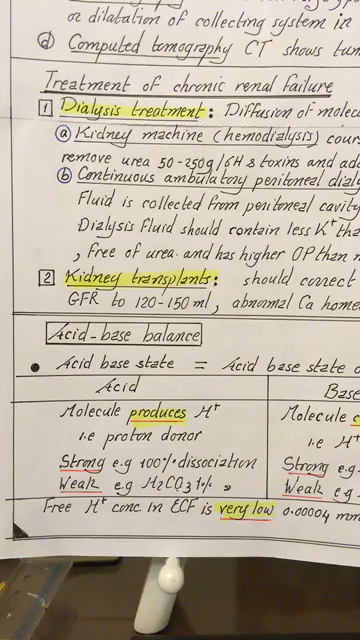 or dilatation of collecting system in
d Computed tomography CT shows tum
Treatment of chronic renal failure
1 Dialysis treatment: Diffusion of molec
a Kidney machine (hemodialysis) cour
remove urea 50-250g/6H & toxins and ad
b Continuous ambulatory peritoneal dialy
Fluid is collected from peritoneal cavity
Dialysis fluid should contain less K+ tha
, free of urea and has higher OP than n
2 Kidney transplants: should correct
GFR to 120-150 ml, abnormal Ca home
Acid-base balance
• Acid base state = Acid base state o
Acid
Base
Molecule produces H+
Molecule c
i.e proton donor
i.e H+
Strong e.g 100% dissociation
Strong e.g.
Weak e.g H2CO3 1%
Weak e.g
Free H+ conc. in ECF is very low 0.00004 mm